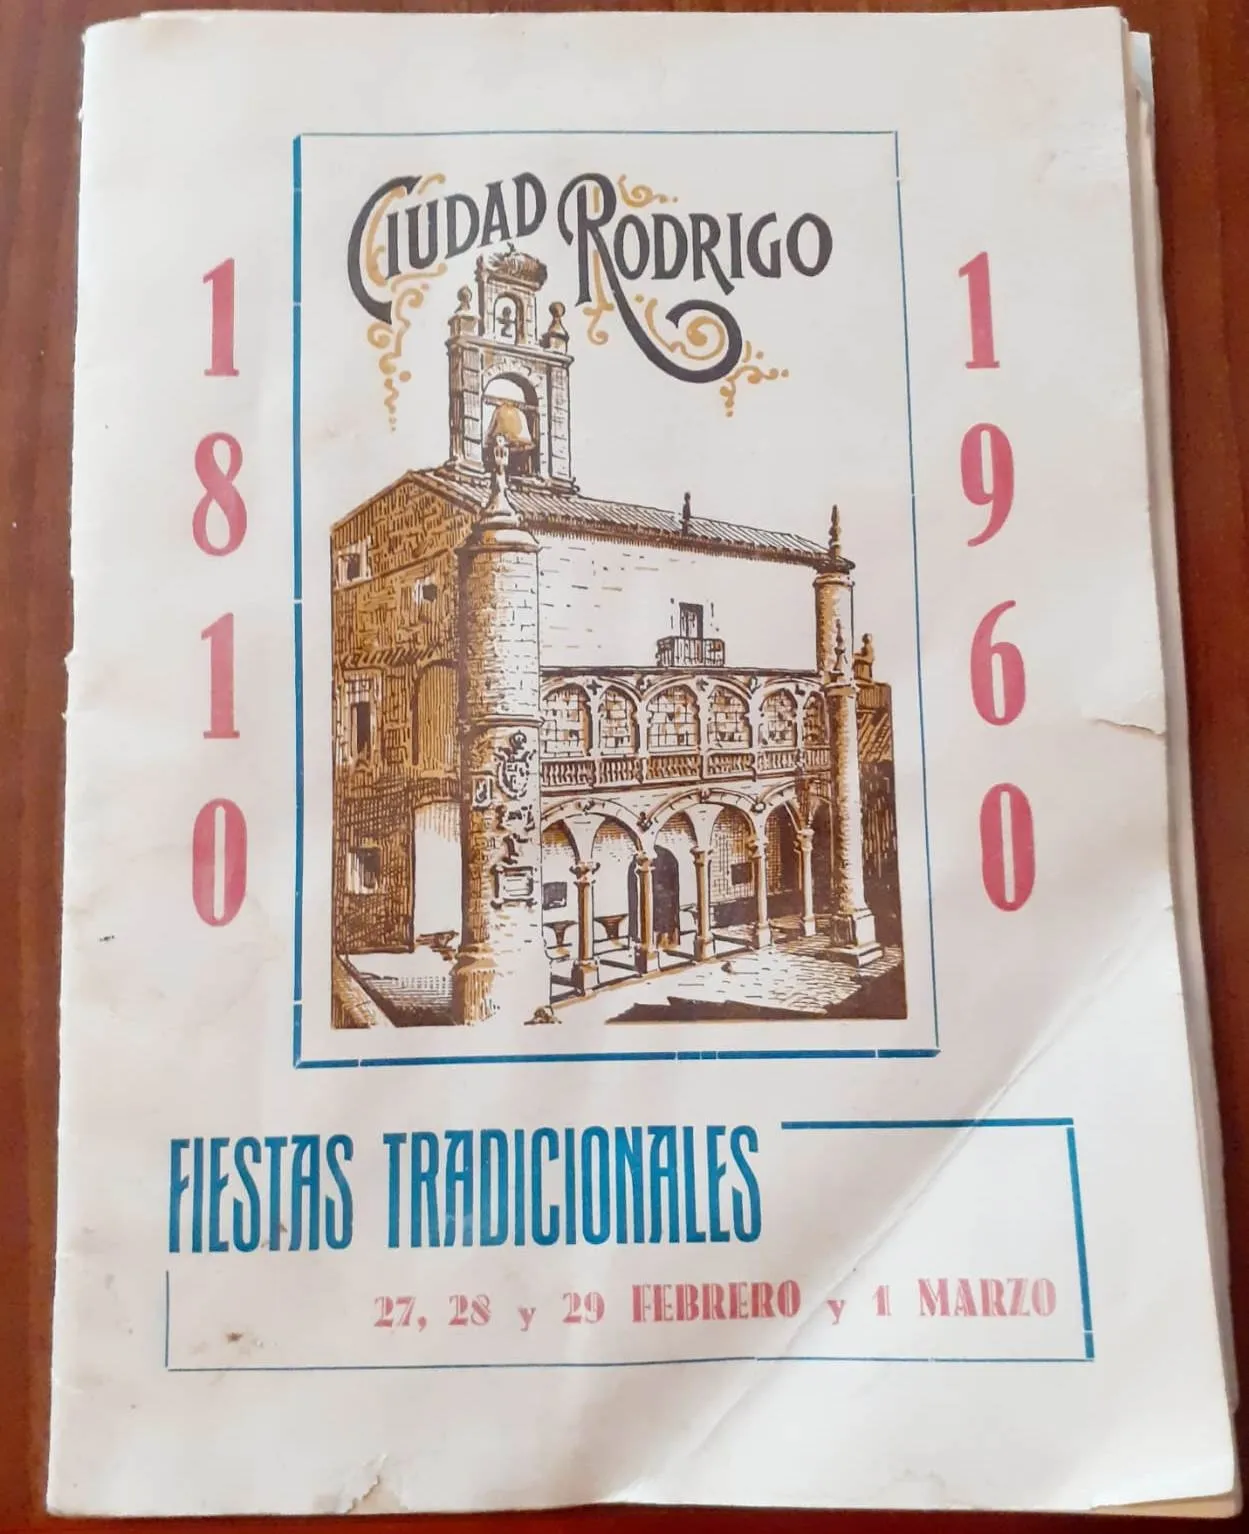 CIUDAD RODRIGO
1810
1960
FIESTAS TRADICIONALES
27, 28 y 29 FEBRERO y 1 MARZO